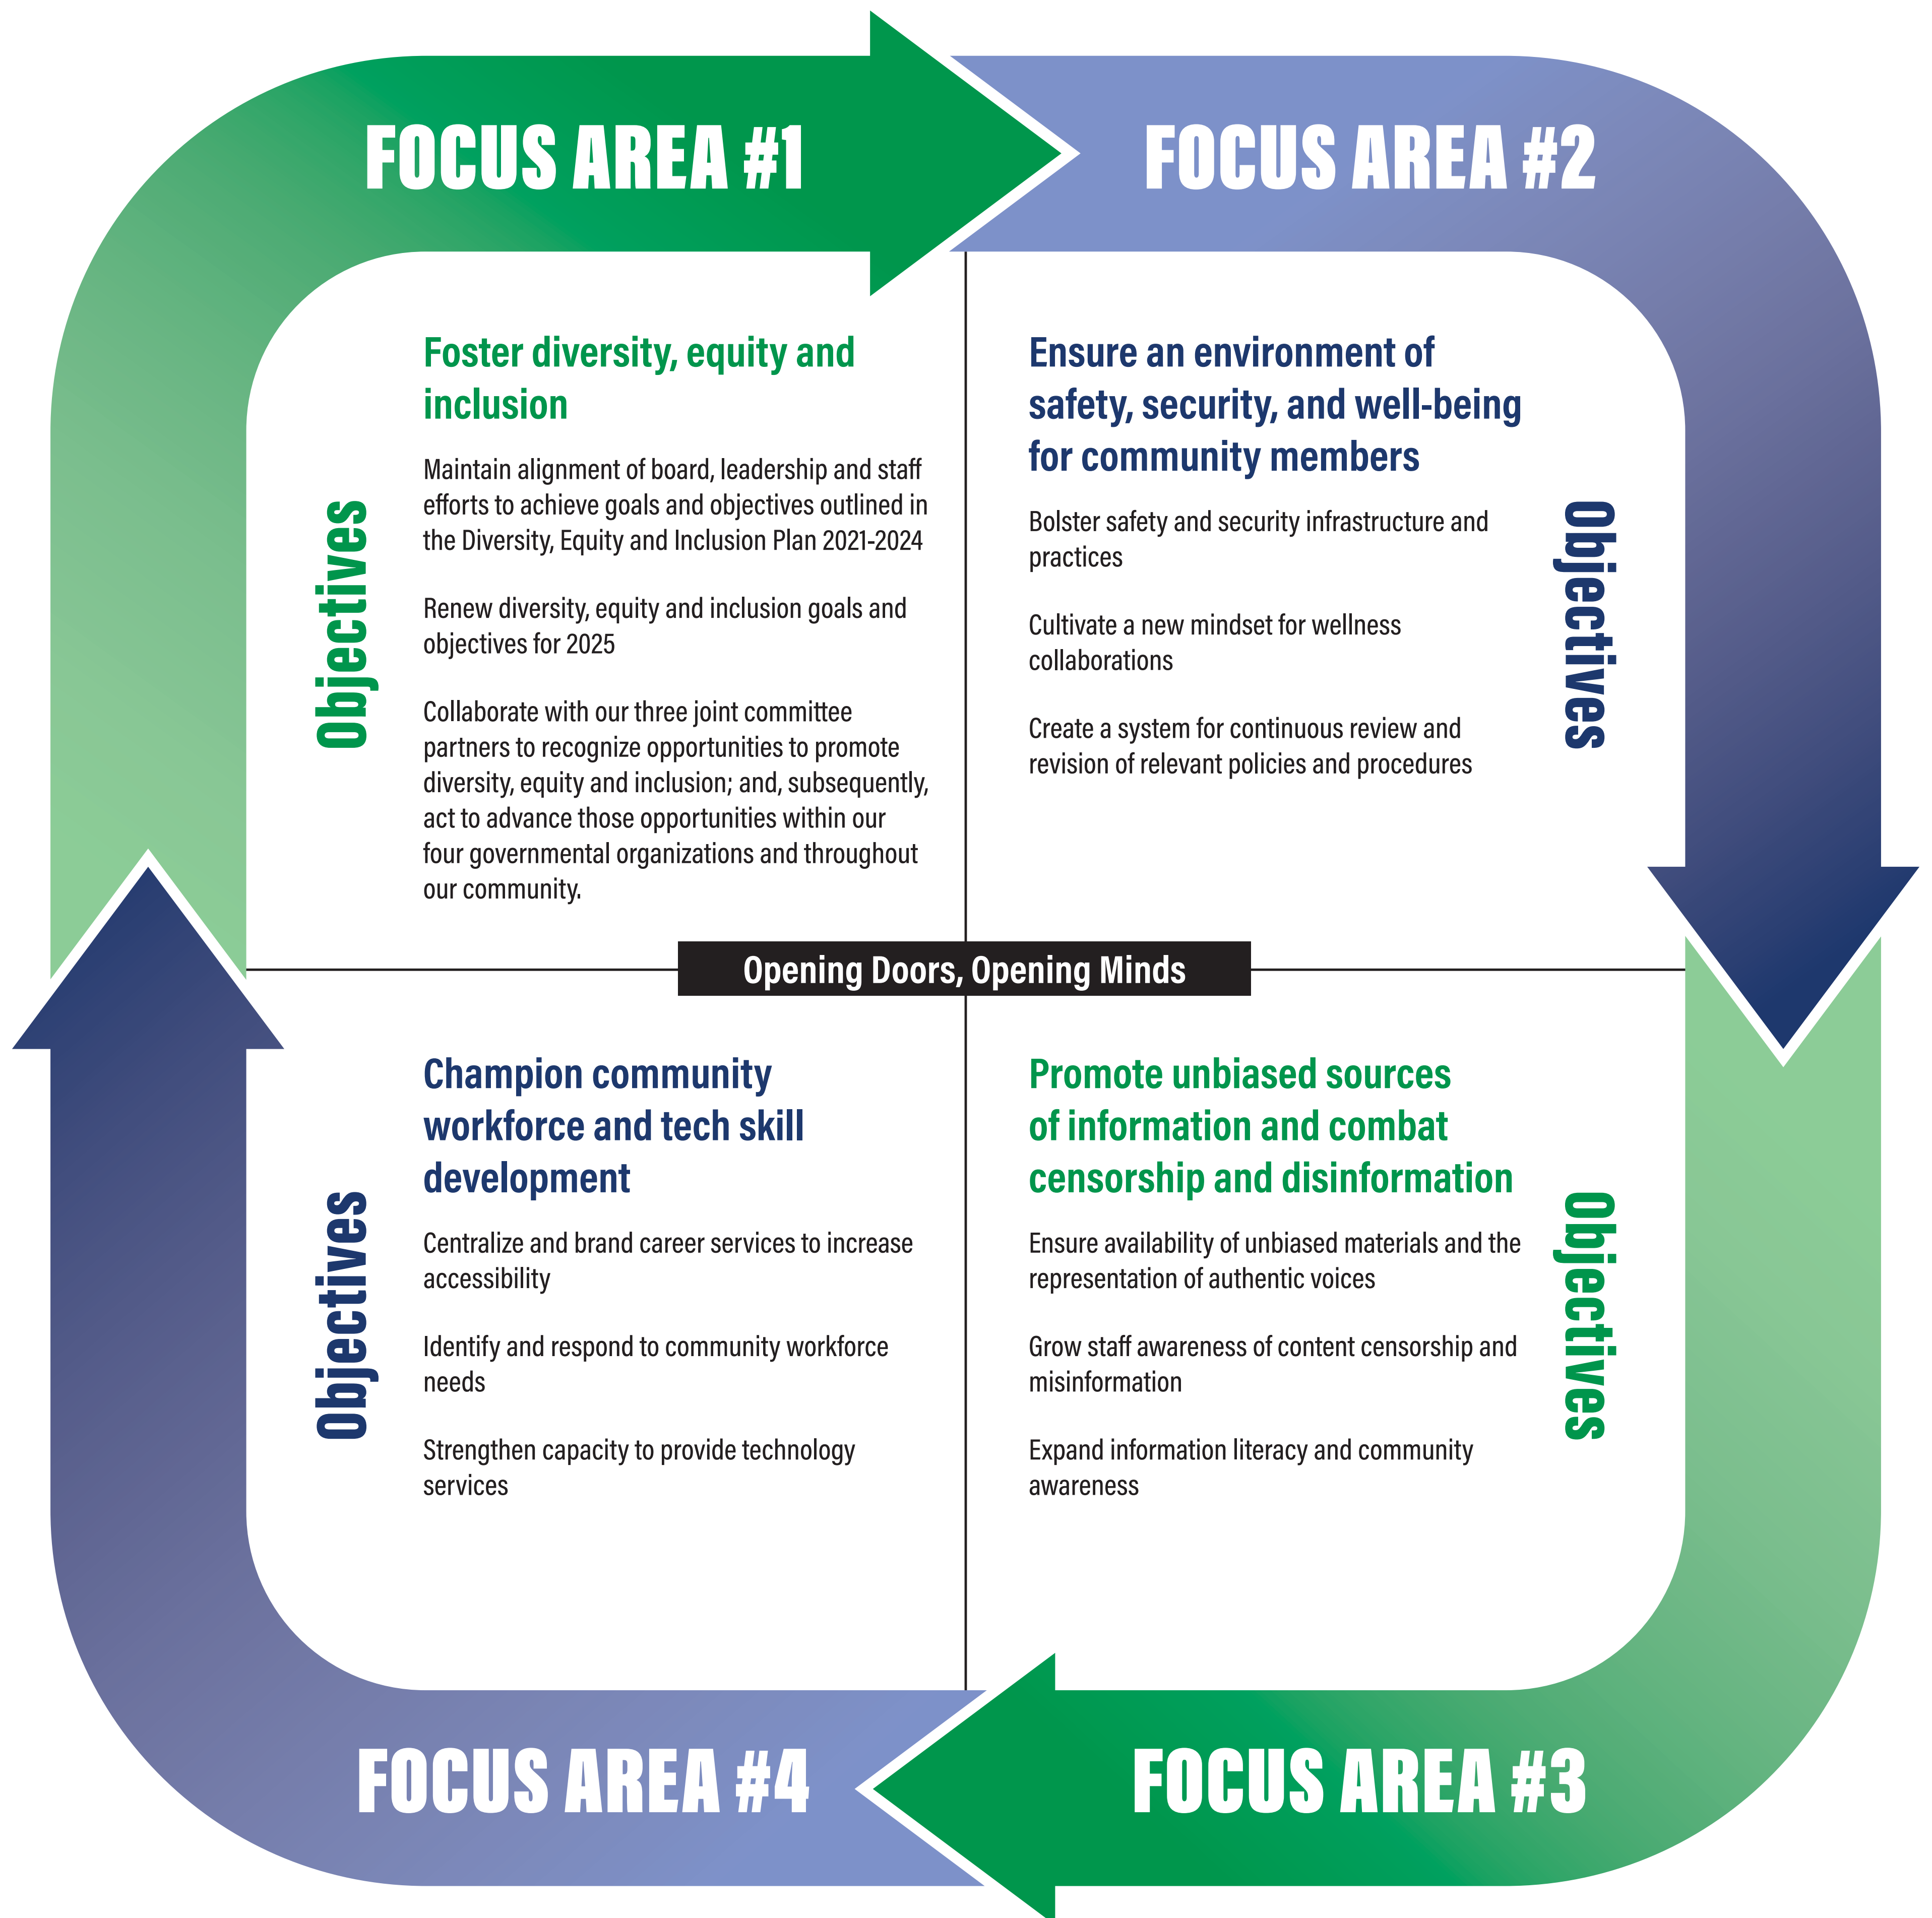 FOCUS AREA #1
Foster diversity, equity and
inclusion
Objectives
Maintain alignment of board, leadership and staff
efforts to achieve goals and objectives outlined in
the Diversity, Equity and Inclusion Plan 2021-2024
Renew diversity, equity and inclusion goals and
objectives for 2025
Collaborate with our three joint committee
partners to recognize opportunities to promote
diversity, equity and inclusion; and, subsequently,
act to advance those opportunities within our
four governmental organizations and throughout
our community.
FOCUS AREA #2
Ensure an environment of
safety, security, and well-being
for community members
Objectives
Bolster safety and security infrastructure and
practices
Cultivate a new mindset for wellness
collaborations
Create a system for continuous review and
revision of relevant policies and procedures
Opening Doors, Opening Minds
Promote unbiased sources
of information and combat
censorship and disinformation
Objectives
Ensure availability of unbiased materials and the
representation of authentic voices
Grow staff awareness of content censorship and
misinformation
Expand information literacy and community
awareness
FOCUS AREA #3
Champion community
workforce and tech skill
development
Objectives
Centralize and brand career services to increase
accessibility
Identify and respond to community workforce
needs
Strengthen capacity to provide technology
services
FOCUS AREA #4